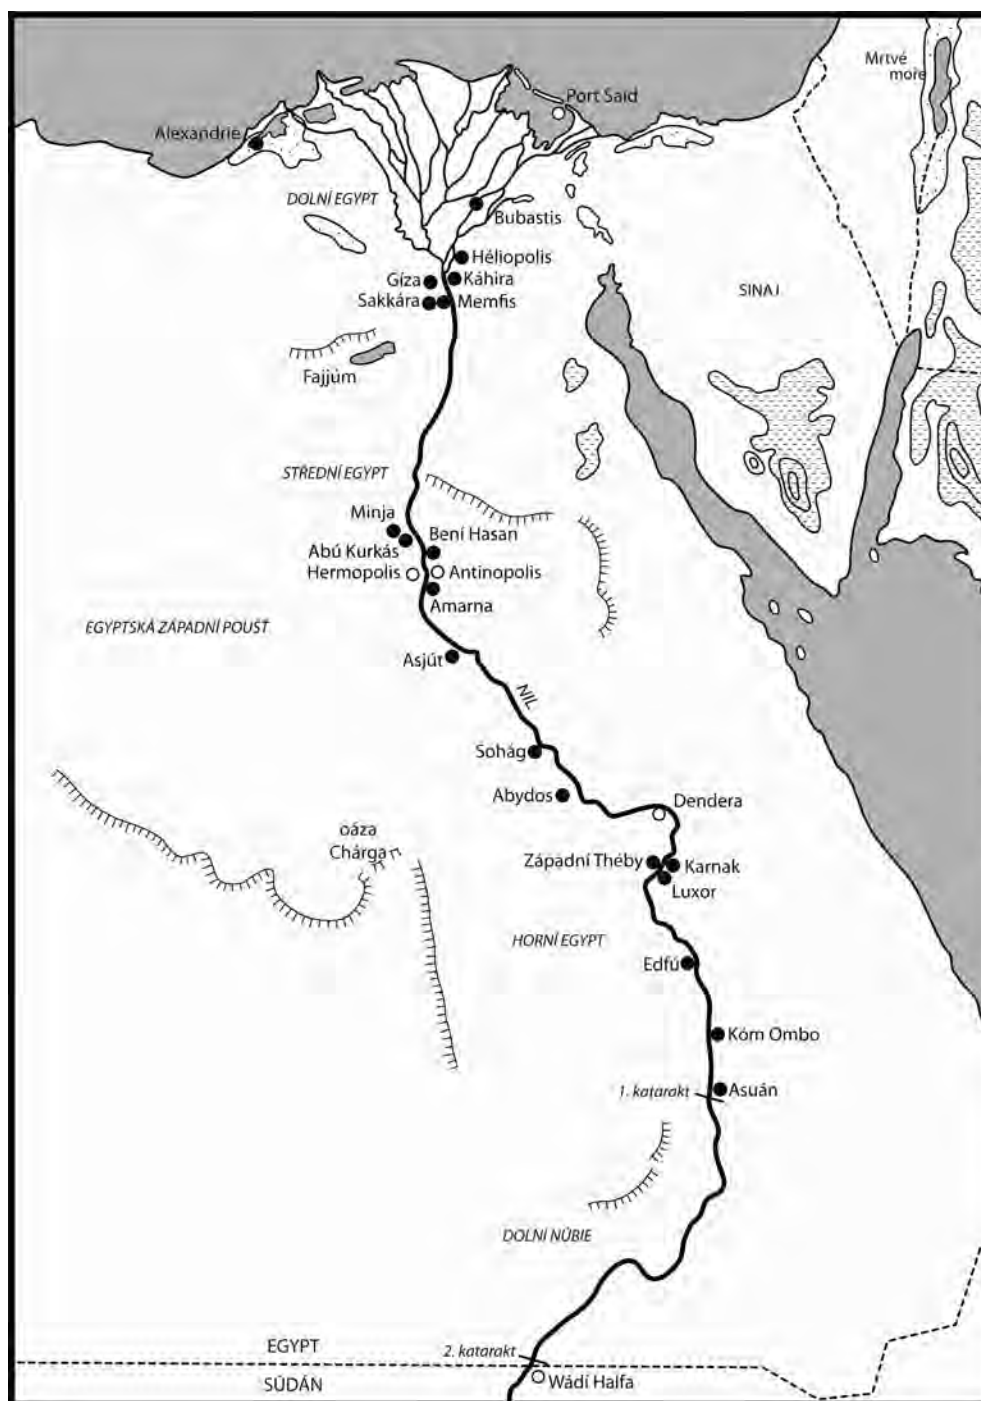 Mrtvé
moře
Port Said
Alexandrie
DOLNÍ EGYPT
Bubastis
Héliopolis
Gíza
Káhira
Sakkára
Memfis
SINAJ
Fajjúm
STŘEDNÍ EGYPT
Minja
Bení Hasan
Abú Kurkás
Hermopolis
Antinopolis
Amarna
EGYPTSKÁ ZÁPADNÍ POUŠŤ
Asjút
NIL
Sohág
Abydos
Dendera
oáza
Chárga
Západní Théby
Karnak
Luxor
HORNÍ EGYPT
Edfú
Kóm Ombo
1. katarakt
Asuán
DOLNÍ NÚBIE
EGYPT
2. katarakt
SÚDÁN
Wádí Halfa